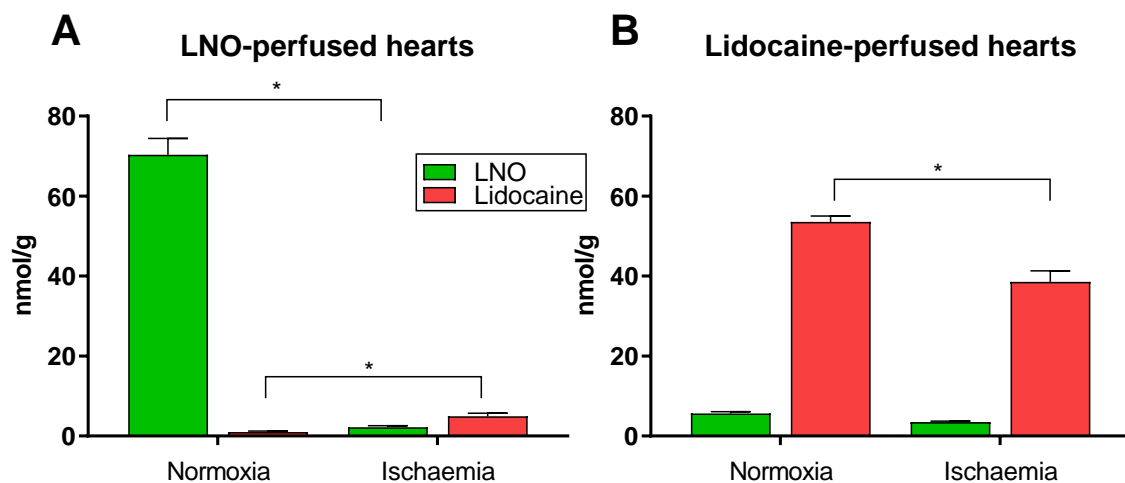 A
LNO-perfused hearts
*
80
60
40
20
0
nmol/g
*
Normoxia
Ischaemia
LNO
Lidocaine
B
Lidocaine-perfused hearts
*
80
60
40
20
0
nmol/g
Normoxia
Ischaemia